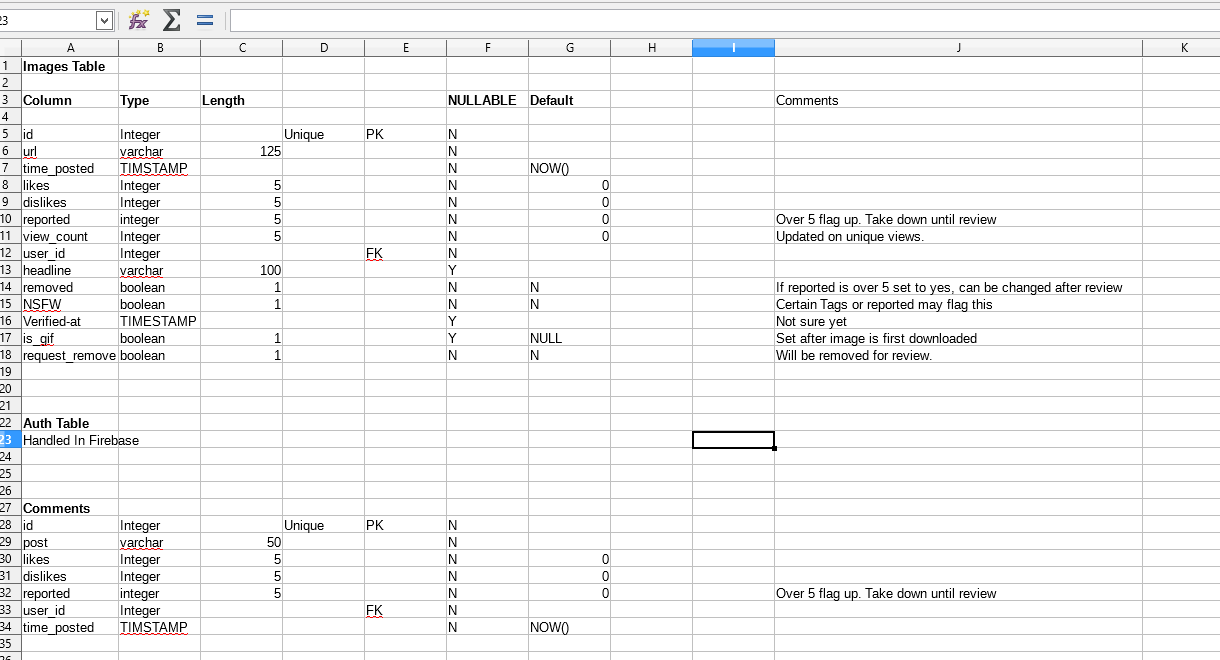 23
A B C D E F G H I J K
1 Images Table
2
3 Column Type Length NULLABLE Default Comments
4
5 id Integer Unique PK N
6 url varchar 125 N
7 time_posted TIMSTAMP N NOW()
8 likes Integer 5 N 0
9 dislikes Integer 5 N 0
10 reported integer 5 N 0 Over 5 flag up. Take down until review
11 view_count Integer 5 N 0 Updated on unique views.
12 user_id Integer FK N
13 headline varchar 100 Y
14 removed boolean 1 N N If reported is over 5 set to yes, can be changed after review
15 NSFW boolean 1 N N Certain Tags or reported may flag this
16 Verified-at TIMESTAMP Y Not sure yet
17 is_gif boolean 1 Y NULL Set after image is first downloaded
18 request_remove boolean 1 N N Will be removed for review.
19
20
21
22 Auth Table
23 Handled In Firebase
24
25
26
27 Comments
28 id Integer Unique PK N
29 post varchar 50 N
30 likes Integer 5 N 0
31 dislikes Integer 5 N 0
32 reported integer 5 N 0 Over 5 flag up. Take down until review
33 user_id Integer FK N
34 time_posted TIMSTAMP N NOW()
35